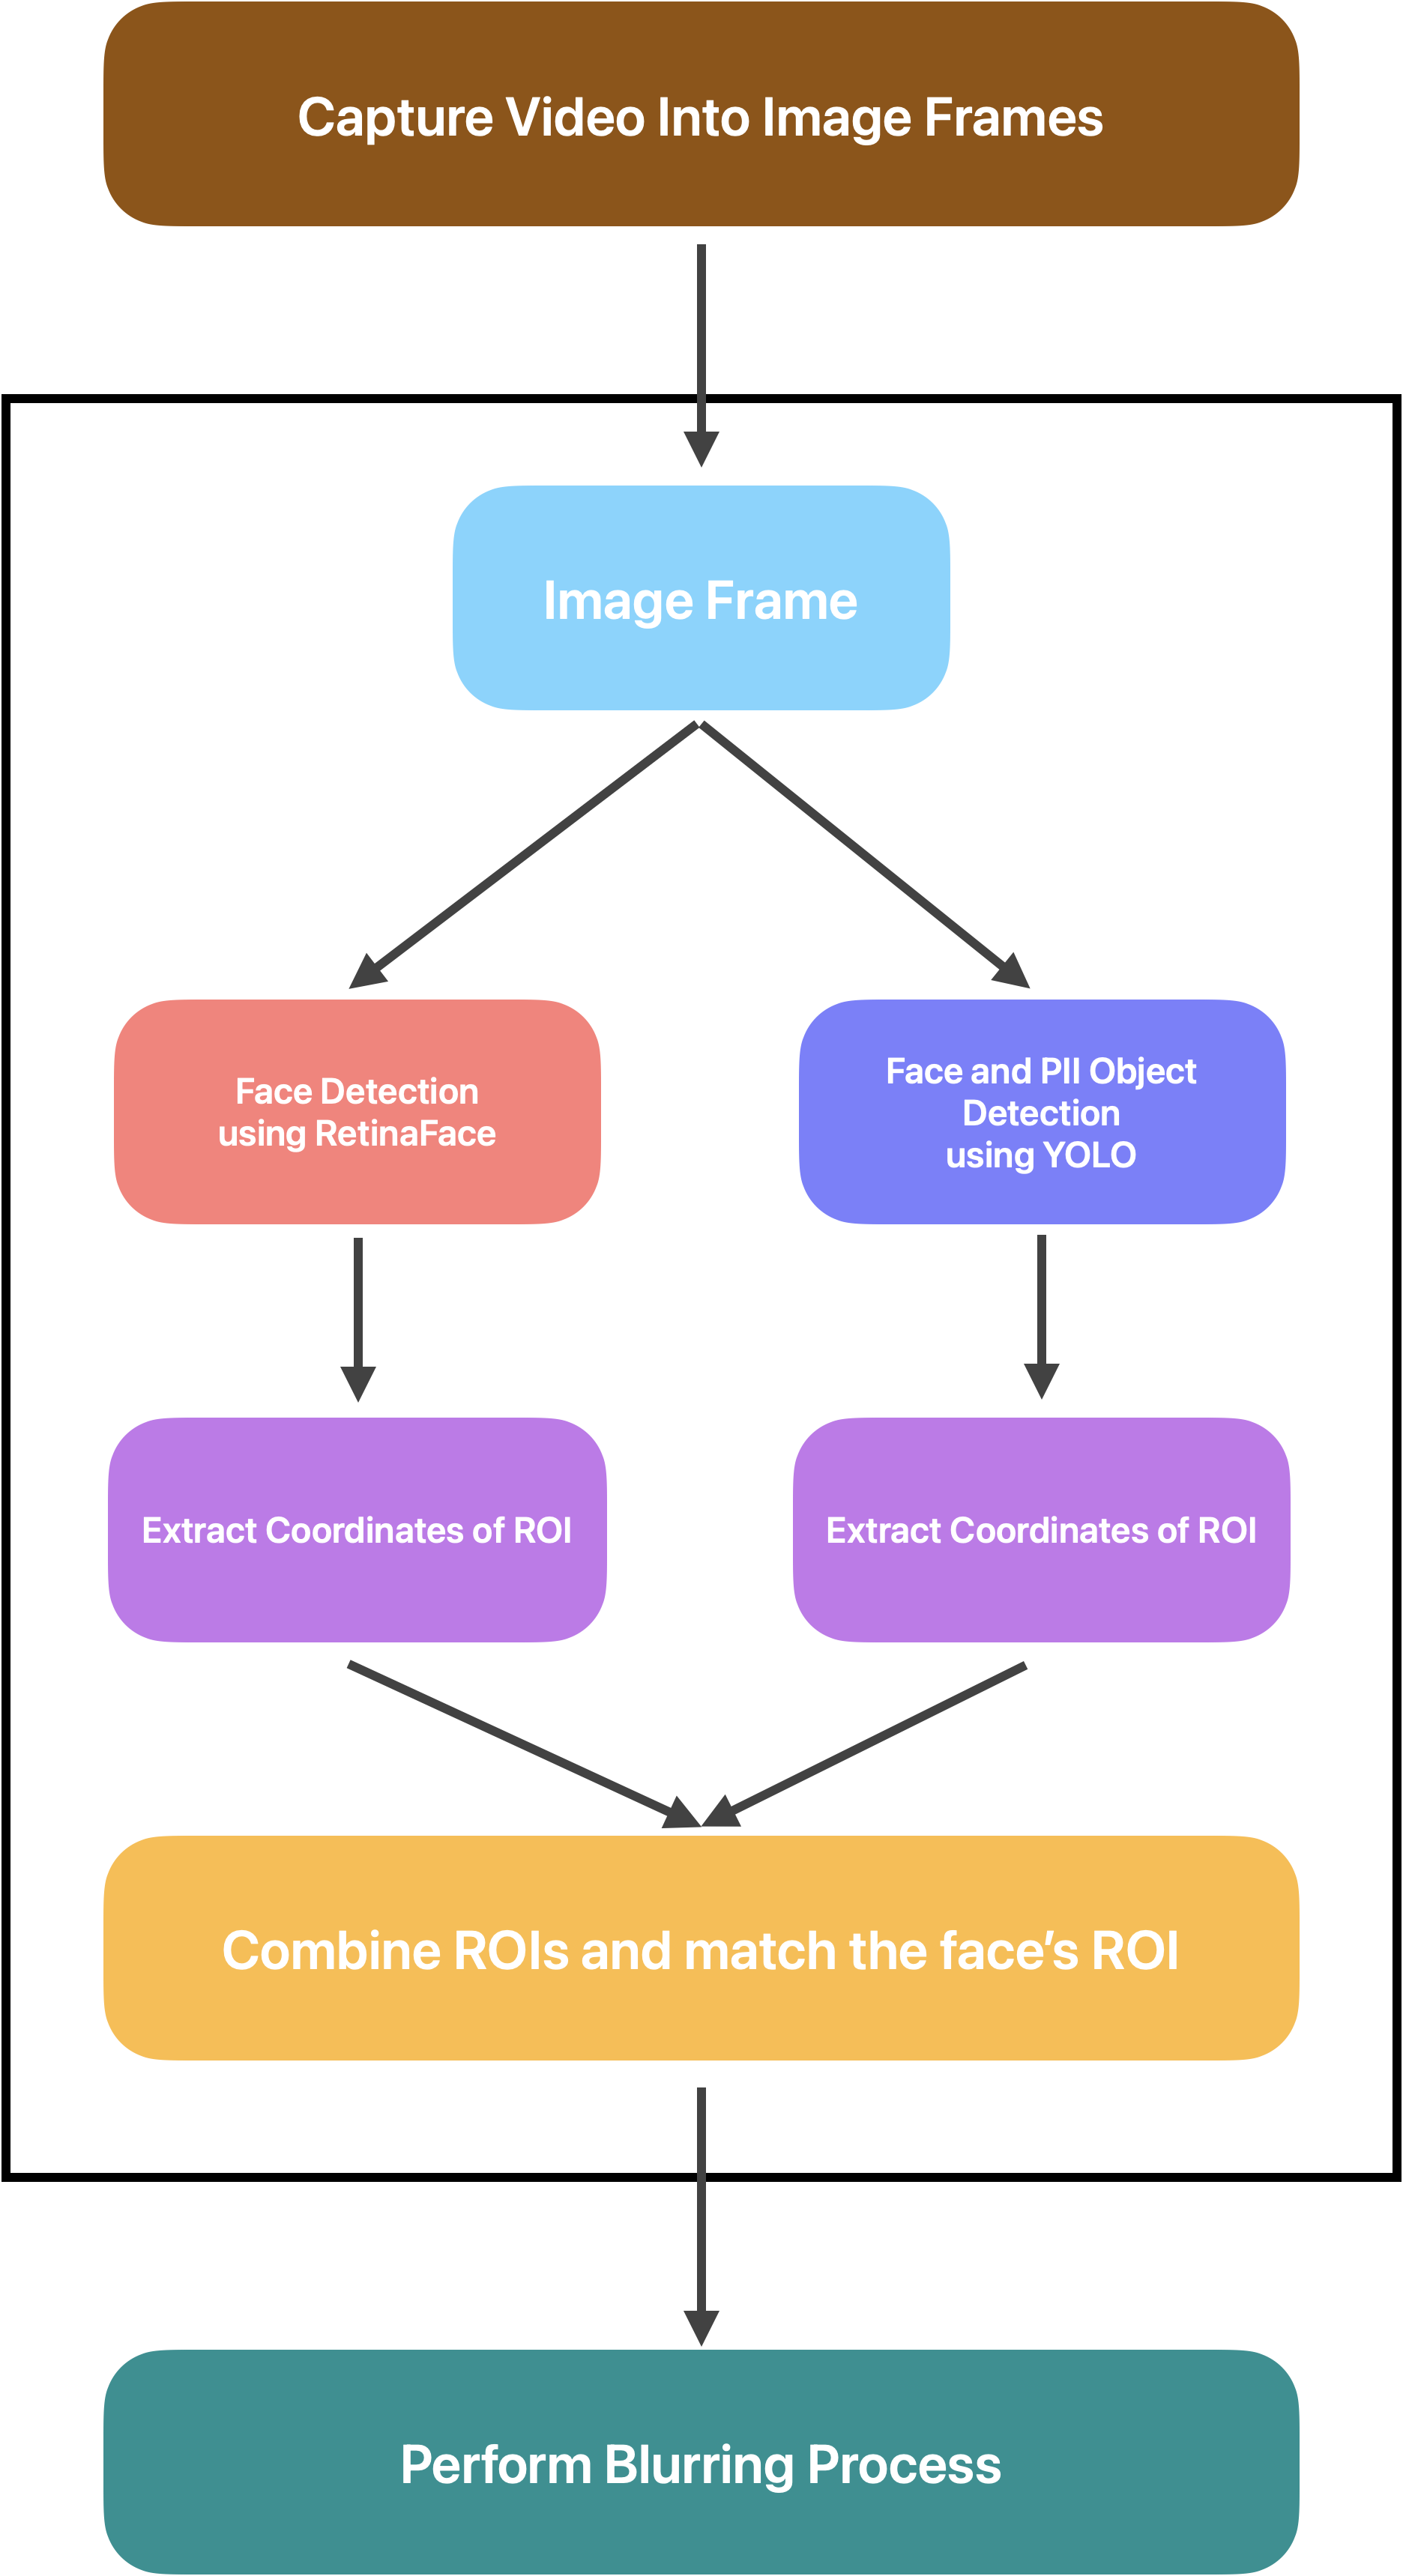 Capture Video Into Image Frames
Image Frame
Face Detection
using RetinaFace
Face and PII Object
Detection
using YOLO
Extract Coordinates of ROI
Extract Coordinates of ROI
Combine ROIs and match the face’s ROI
Perform Blurring Process